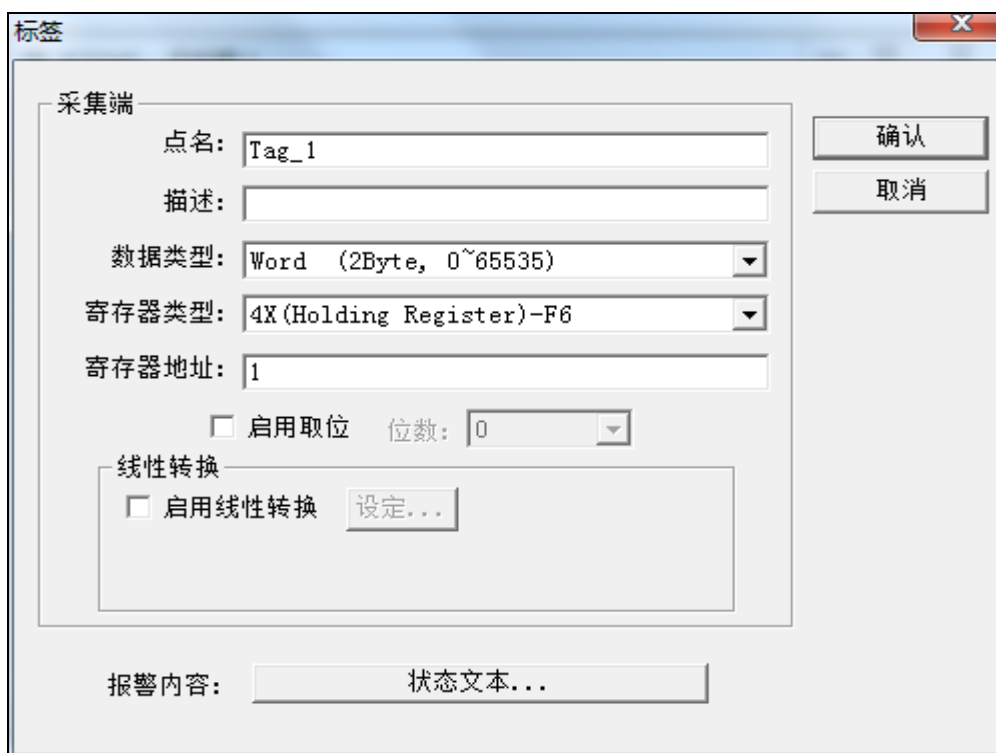 标签
采集端
点名: Tag_1
确认
描述:
取消
数据类型: Word (2Byte, 0~65535)
寄存器类型: 4X(Holding Register)-F6
寄存器地址: 1
启用取位 位数: 0
线性转换
启用线性转换 设定...
报警内容: 状态文本...